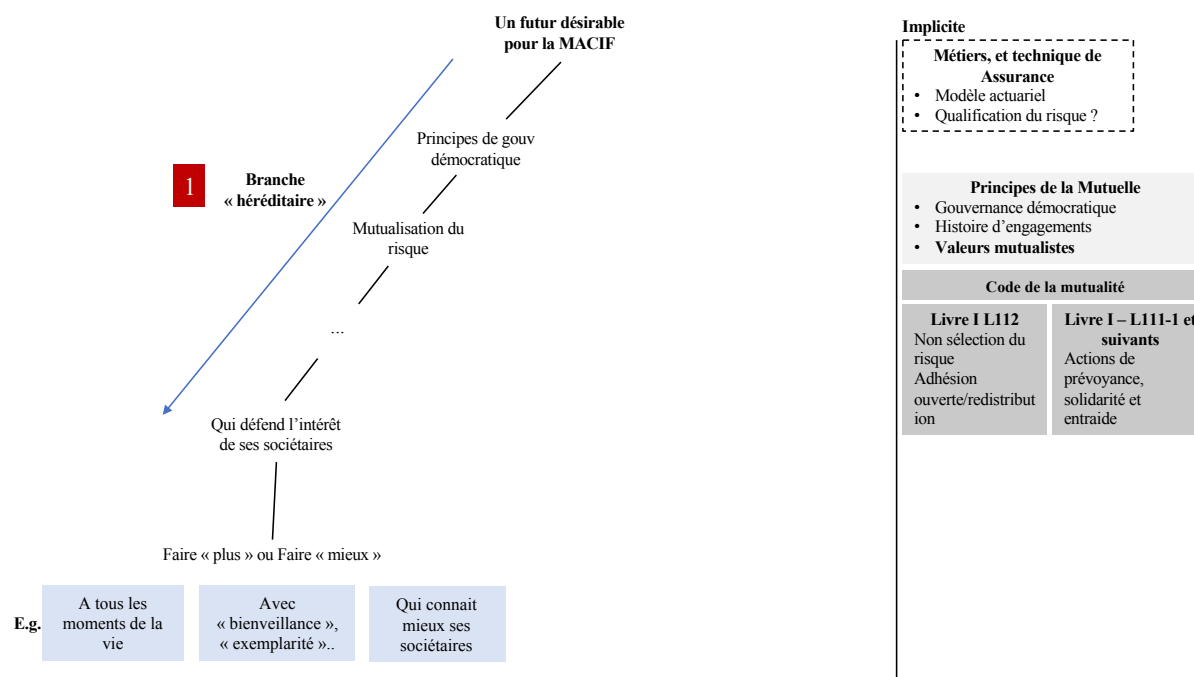 Un futur désirable
pour la MACIF
Principes de gouv
démocratique
1
Branche
« héréditaire »
Mutualisation du
risque
...
Qui défend l’intérêt
de ses sociétaires
Faire « plus » ou Faire « mieux »
E.g.
A tous les
moments de la
vie
Avec
« bienveillance »,
« exemplarité »..
Qui connait
mieux ses
sociétaires
Implicite
Métiers, et technique de
Assurance
• Modèle actuariel
• Qualification du risque ?
Principes de la Mutuelle
• Gouvernance démocratique
• Histoire d’engagements
• Valeurs mutualistes
Code de la mutualité
Livre I L112
Non sélection du
risque
Adhésion
ouverte/redistribut
ion
Livre I – L111-1 et
suivants
Actions de
prévoyance,
solidarité et
entraide